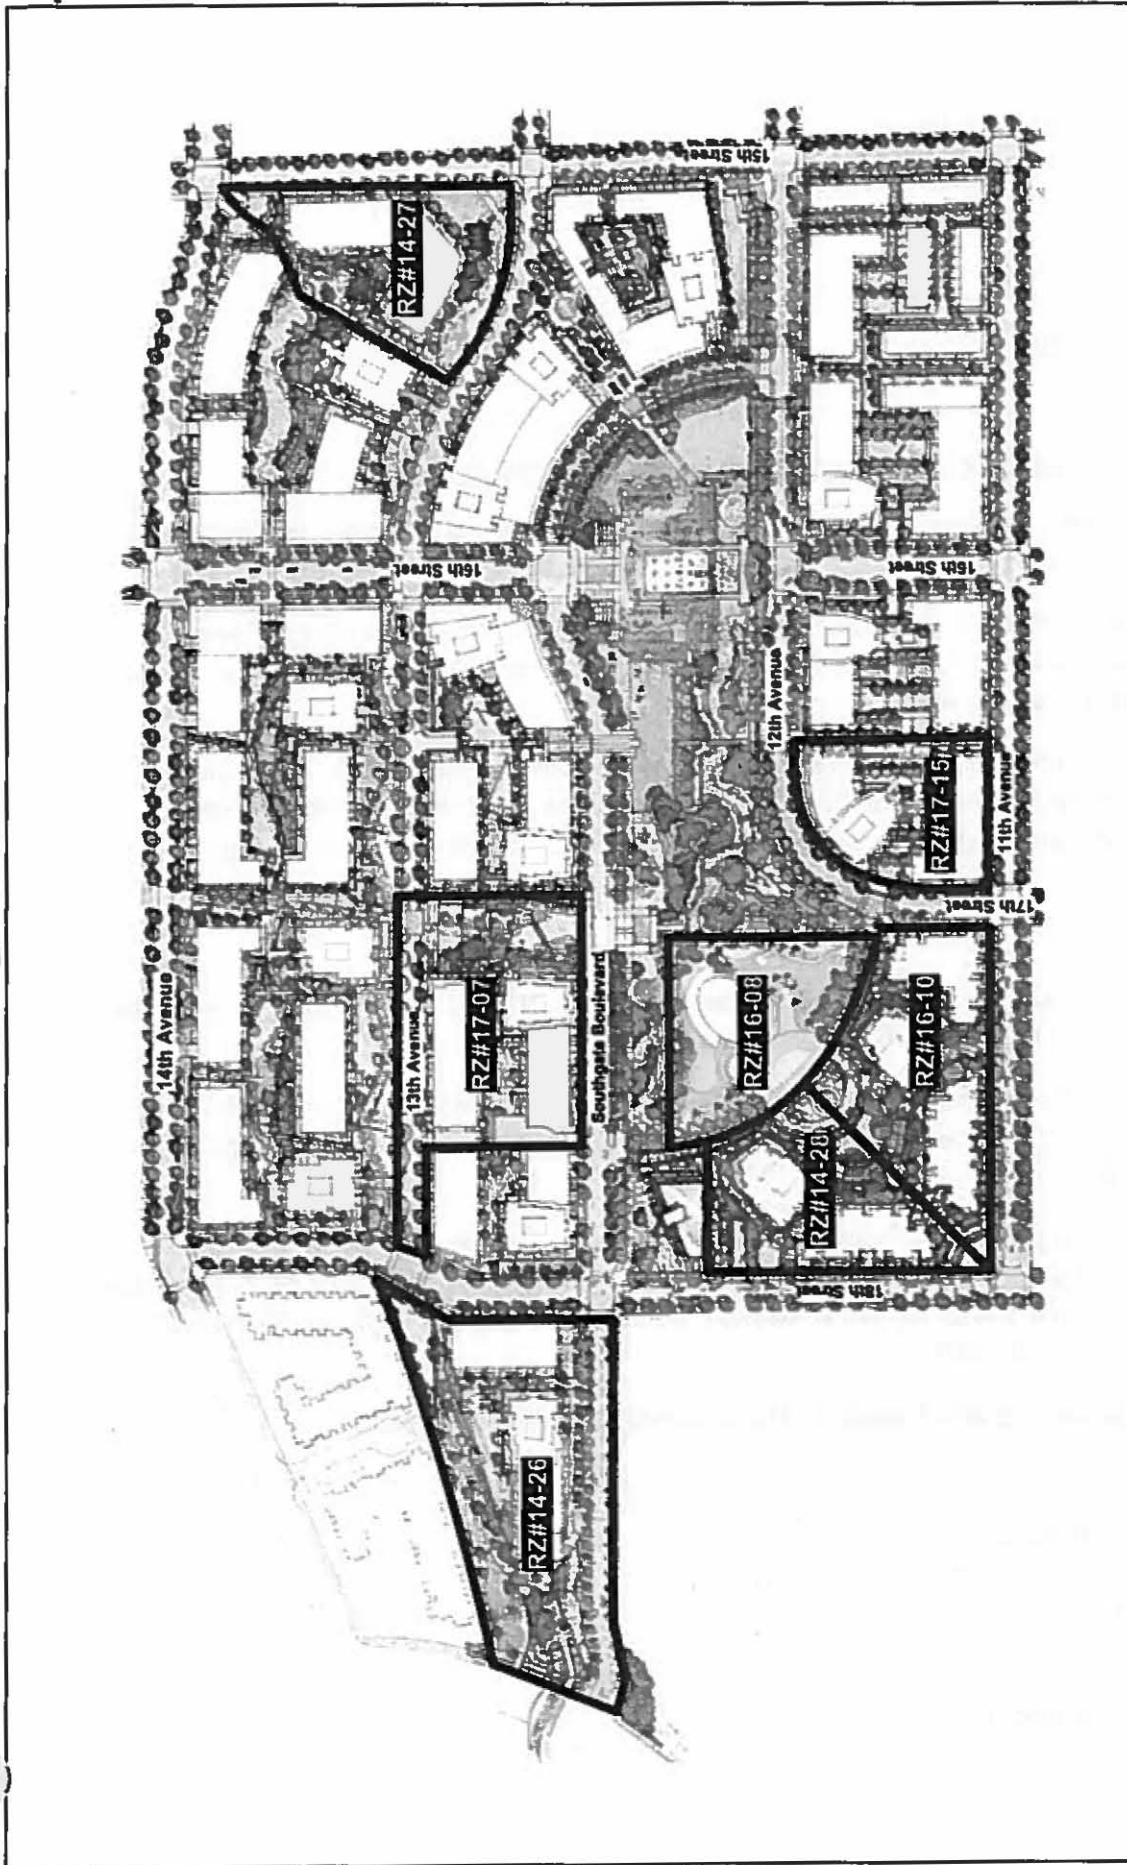 14th Avenue
13th Avenue
Southgate Boulevard
12th Avenue
11th Avenue
18th Street
17th Street
16th Street
16th Street
15th Street
RZ#14-26
RZ#17-07
RZ#14-27
RZ#16-08
RZ#14-28
RZ#16-10
RZ#17-15